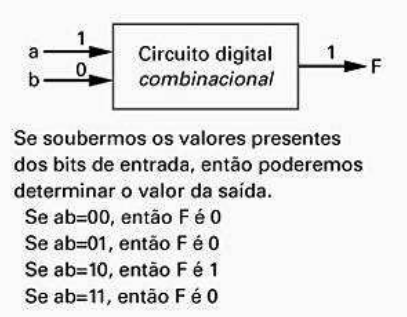 1
a
Circuito digital
combinacional
1
F
0
b
Se soubermos os valores presentes
dos bits de entrada, então poderemos
determinar o valor da saída.
Se ab=00, então F é 0
Se ab=01, então F é 0
Se ab=10, então F é 1
Se ab=11, então F é 0